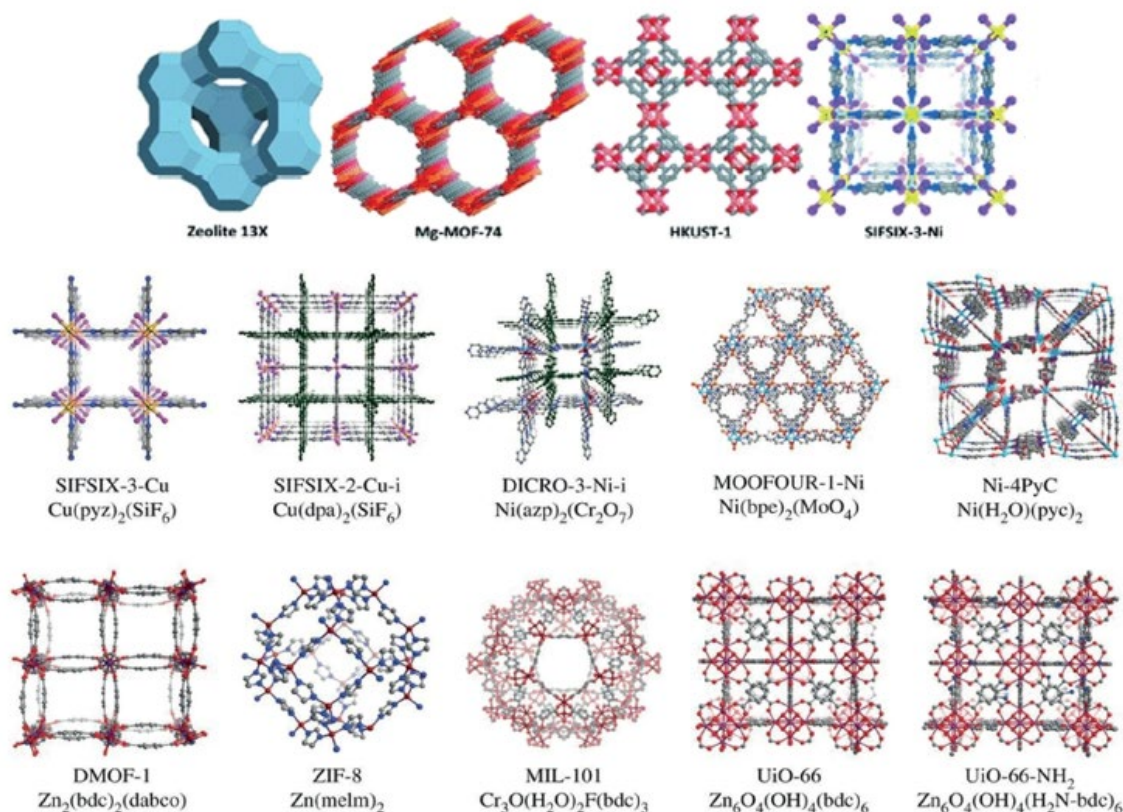 Zeolite 13X
Mg-MOF-74
HKUST-1
SIFSIX-3-Ni
SIFSIX-3-Cu
Cu(pyz)₂(SiF₆)
SIFSIX-2-Cu-i
Cu(dpa)₂(SiF₆)
DICRO-3-Ni-i
Ni(azp)₂(Cr₂O₇)
MOOFOUR-1-Ni
Ni(bpe)₂(MoO₄)
Ni-4PyC
Ni(H₂O)(pyc)₂
DMOF-1
Zn₂(bdc)₂(dabco)
ZIF-8
Zn(melm)₂
MIL-101
Cr₃O(H₂O)₂F(bdc)₃
UiO-66
Zn₆O₄(OH)₄(bdc)₆
UiO-66-NH₂
Zn₆O₄(OH)₄(H₂N-bdc)₆